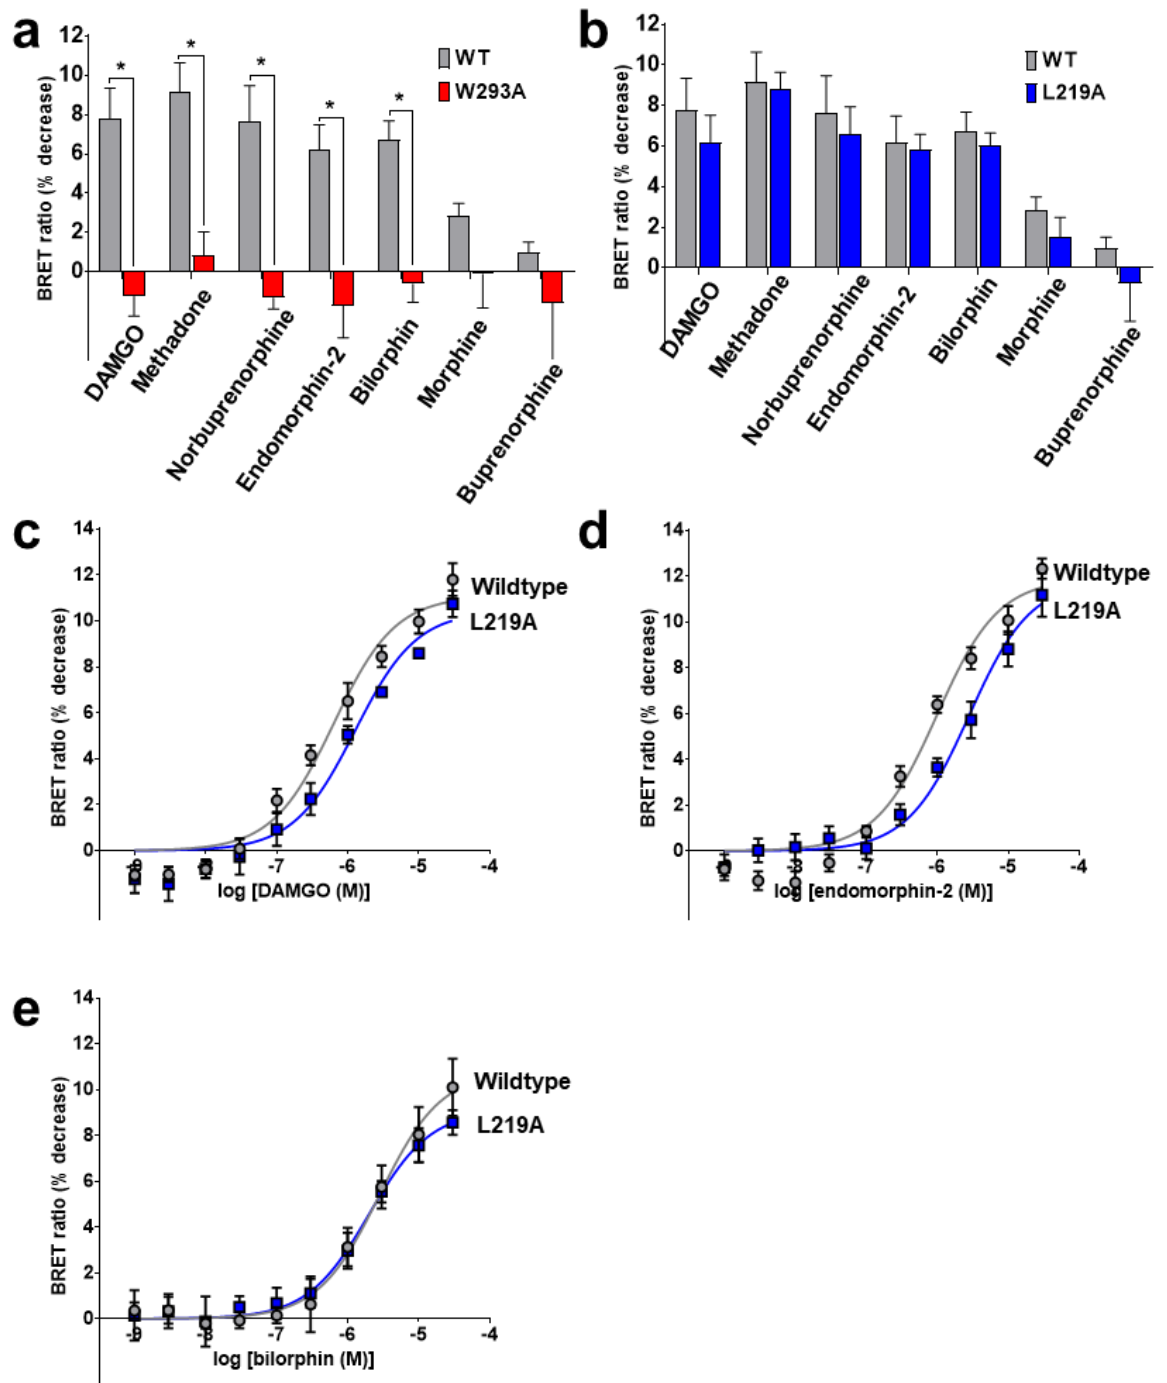 a
12
10
8
6
4
2
0
BRET ratio (% decrease)
* * * * *
WT
W293A
DAMGO
Methadone
Norbuprenorphine
Endomorphin-2
Bilorphin
Morphine
Buprenorphine
b
12
10
8
6
4
2
0
BRET ratio (% decrease)
WT
L219A
DAMGO
Methadone
Norbuprenorphine
Endomorphin-2
Bilorphin
Morphine
Buprenorphine
c
14
12
10
8
6
4
2
0
BRET ratio (% decrease)
Wildtype
L219A
-9 -8 -7 -6 -5 -4
log [DAMGO (M)]
d
14
12
10
8
6
4
2
0
BRET ratio (% decrease)
Wildtype
L219A
-8 -7 -6 -5 -4
log [endomorphin-2 (M)]
e
14
12
10
8
6
4
2
0
BRET ratio (% decrease)
Wildtype
L219A
-9 -8 -7 -6 -5 -4
log [bilorphin (M)]